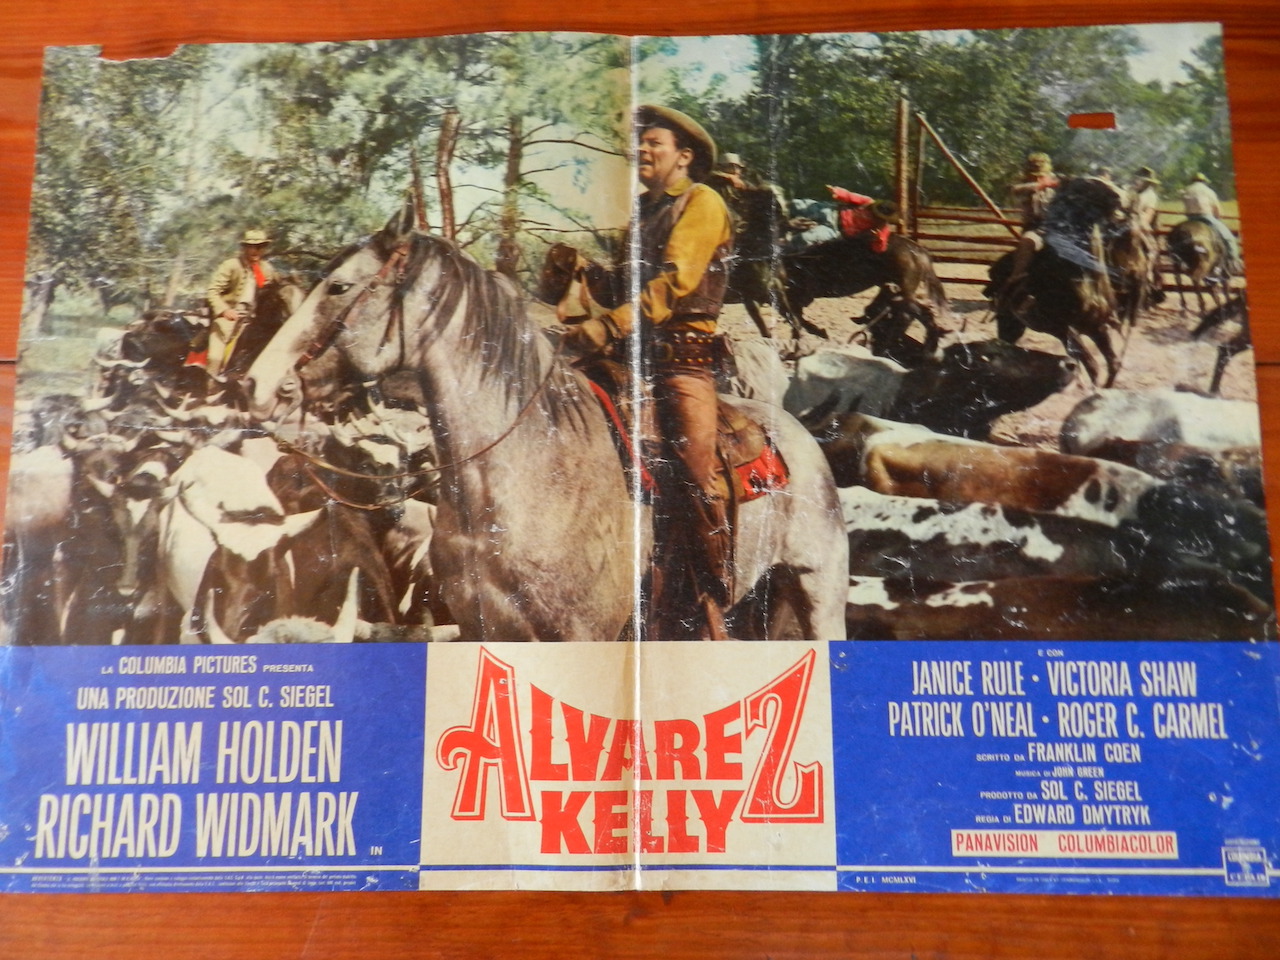 LA COLUMBIA PICTURES PRESENTA
UNA PRODUZIONE SOL C. SIEGEL
WILLIAM HOLDEN
RICHARD WIDMARK IN
ALVAREZ
KELLY
E CON
JANICE RULE • VICTORIA SHAW
PATRICK O'NEAL • ROGER C. CARMEL
SCRITTO DA FRANKLIN COEN
MUSICA DI JOHN GREEN
PRODOTTO DA SOL C. SIEGEL
REGIA DI EDWARD DMYTRYK
PANAVISION COLUMBIACOLOR
COLUMBIA
CEIAD
P.E.I. MCMLXVI